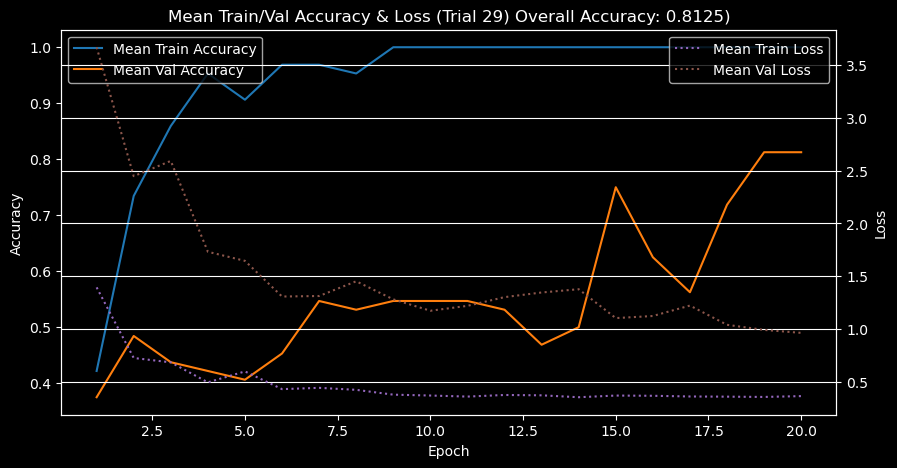 Mean Train/Val Accuracy & Loss (Trial 29) Overall Accuracy: 0.8125)
Mean Train Accuracy
Mean Val Accuracy
Mean Train Loss
Mean Val Loss
1.0
0.9
0.8
0.7
0.6
0.5
0.4
Accuracy
3.5
3.0
2.5
2.0
1.5
1.0
0.5
Loss
2.5
5.0
7.5
10.0
12.5
15.0
17.5
20.0
Epoch